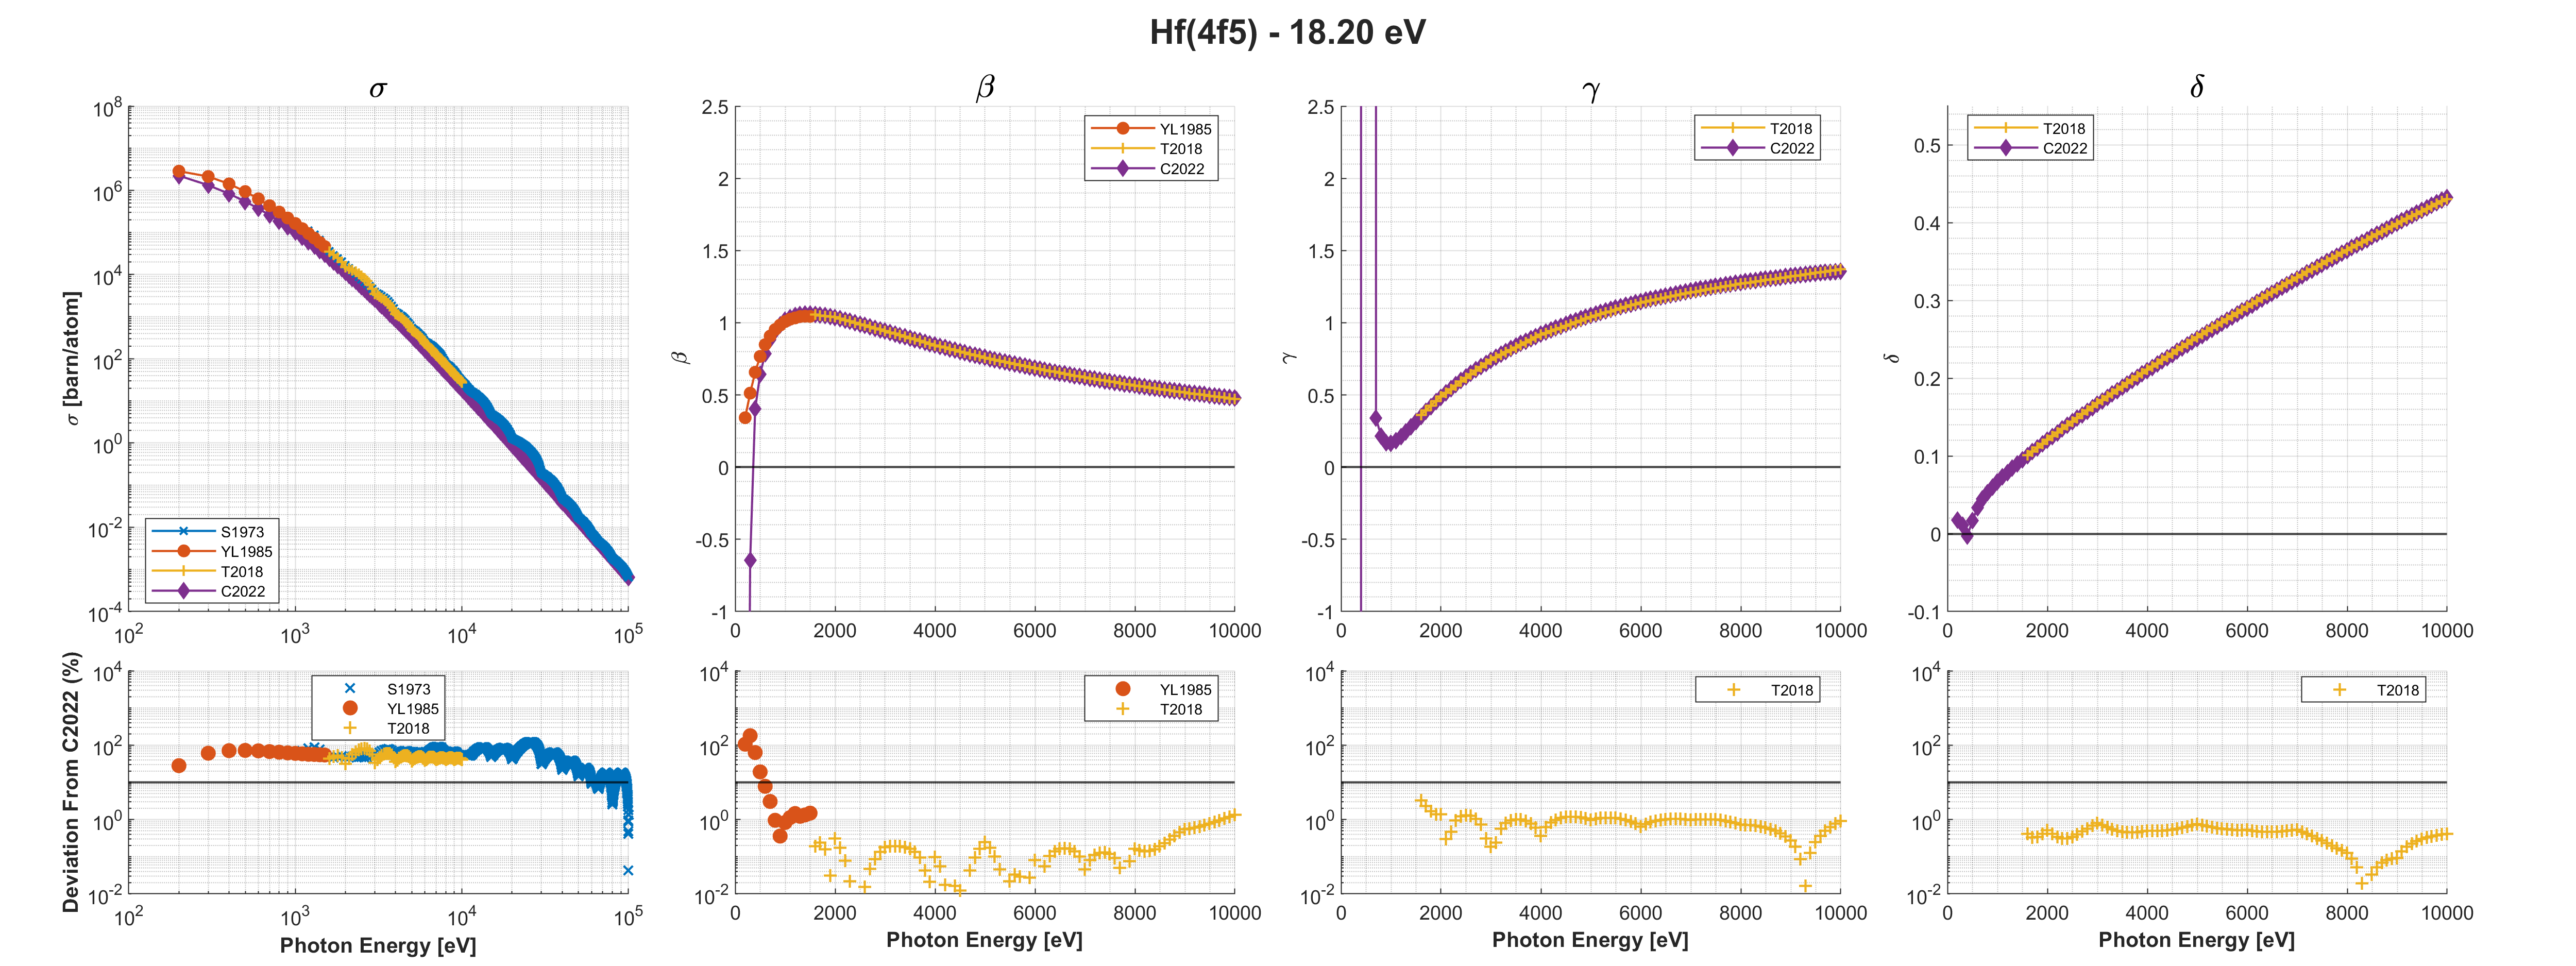 Hf(4f5) - 18.20 eV
σ
σ [barn/atom]
10^8
10^6
10^4
10^2
10^0
10^-2
10^-4
S1973
YL1985
T2018
C2022
10^2 10^3 10^4 10^5
β
β
2.5
2
1.5
1
0.5
0
-0.5
-1
YL1985
T2018
C2022
0 2000 4000 6000 8000 10000
γ
γ
2.5
2
1.5
1
0.5
0
-0.5
-1
T2018
C2022
0 2000 4000 6000 8000 10000
δ
δ
0.5
0.4
0.3
0.2
0.1
0
-0.1
T2018
C2022
0 2000 4000 6000 8000 10000
Deviation From C2022 (%)
10^4
10^2
10^0
10^-2
S1973
YL1985
T2018
10^2 10^3 10^4 10^5
Photon Energy [eV]
10^4
10^2
10^0
10^-2
YL1985
T2018
0 2000 4000 6000 8000 10000
Photon Energy [eV]
10^4
10^2
10^0
10^-2
T2018
0 2000 4000 6000 8000 10000
Photon Energy [eV]
10^4
10^2
10^0
10^-2
T2018
0 2000 4000 6000 8000 10000
Photon Energy [eV]